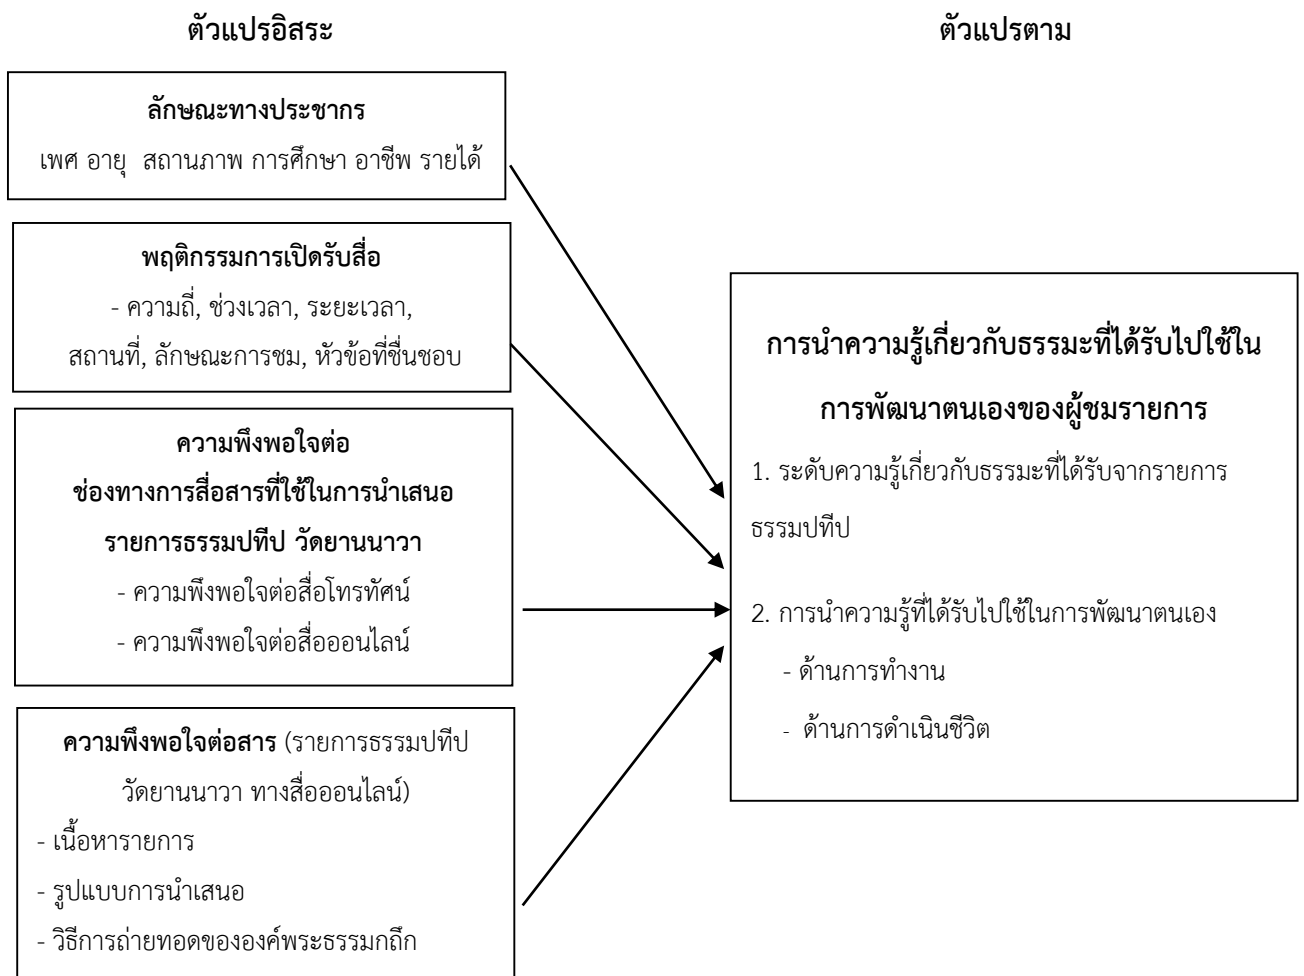 ตัวแปรอิสระ
ตัวแปรตาม
ลักษณะทางประชากร
เพศ อายุ สถานภาพ การศึกษา อาชีพ รายได้
พฤติกรรมการเปิดรับสื่อ
- ความถี่, ช่วงเวลา, ระยะเวลา,
สถานที่, ลักษณะการชม, หัวข้อที่ชื่นชอบ
ความพึงพอใจต่อ
ช่องทางการสื่อสารที่ใช้ในการนำเสนอ
รายการธรรมปทีป วัดยานนาวา
- ความพึงพอใจต่อสื่อโทรทัศน์
- ความพึงพอใจต่อสื่อออนไลน์
ความพึงพอใจต่อสาร (รายการธรรมปทีป
วัดยานนาวา ทางสื่อออนไลน์)
- เนื้อหารายการ
- รูปแบบการนำเสนอ
- วิธีการถ่ายทอดขององค์พระธรรมกถึก
การนำความรู้เกี่ยวกับธรรมะที่ได้รับไปใช้ใน
การพัฒนาตนเองของผู้ชมรายการ
1. ระดับความรู้เกี่ยวกับธรรมะที่ได้รับจากรายการ
ธรรมปทีป
2. การนำความรู้ที่ได้รับไปใช้ในการพัฒนาตนเอง
- ด้านการทำงาน
- ด้านการดำเนินชีวิต